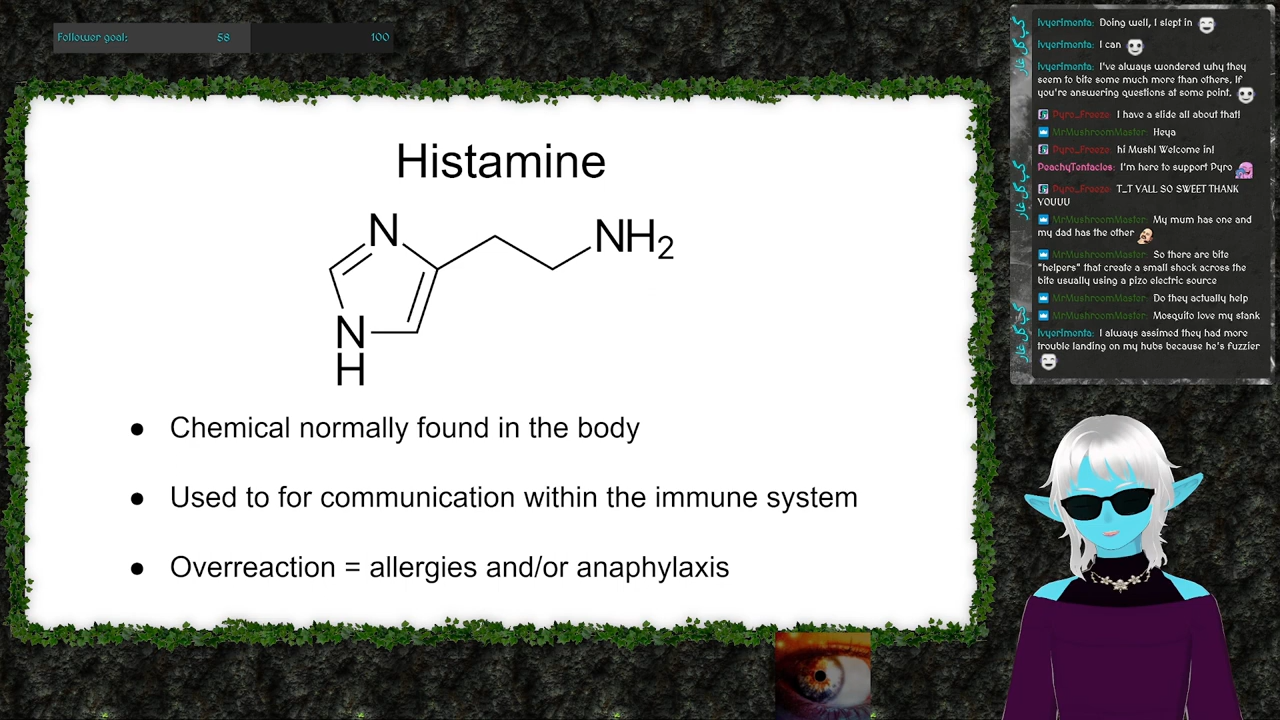 Follower goal: 58 100
Histamine
N
NH₂
N
H
● Chemical normally found in the body
● Used to for communication within the immune system
● Overreaction = allergies and/or anaphylaxis
Ivyerimenta: Doing well, I slept in
Ivyerimenta: I can
Ivyerimenta: I've always wondered why they
seem to bite some much more than others. If
you're answering questions at some point.
Pyro_Freeze: I have a slide all about that!
MrMushroomMaster: Heya
Pyro_Freeze: hi Mush! Welcome in!
PeachyTentacles: I'm here to support Pyro
Pyro_Freeze: T_T YALL SO SWEET THANK
YOUUU
MrMushroomMaster: My mum has one and
my dad has the other
MrMushroomMaster: So there are bite
"helpers" that create a small shock across the
bite usually using a pizo electric source
MrMushroomMaster: Do they actually help
MrMushroomMaster: Mosquito love my stank
Ivyerimenta: I always assimed they had more
trouble landing on my hubs because he's fuzzier